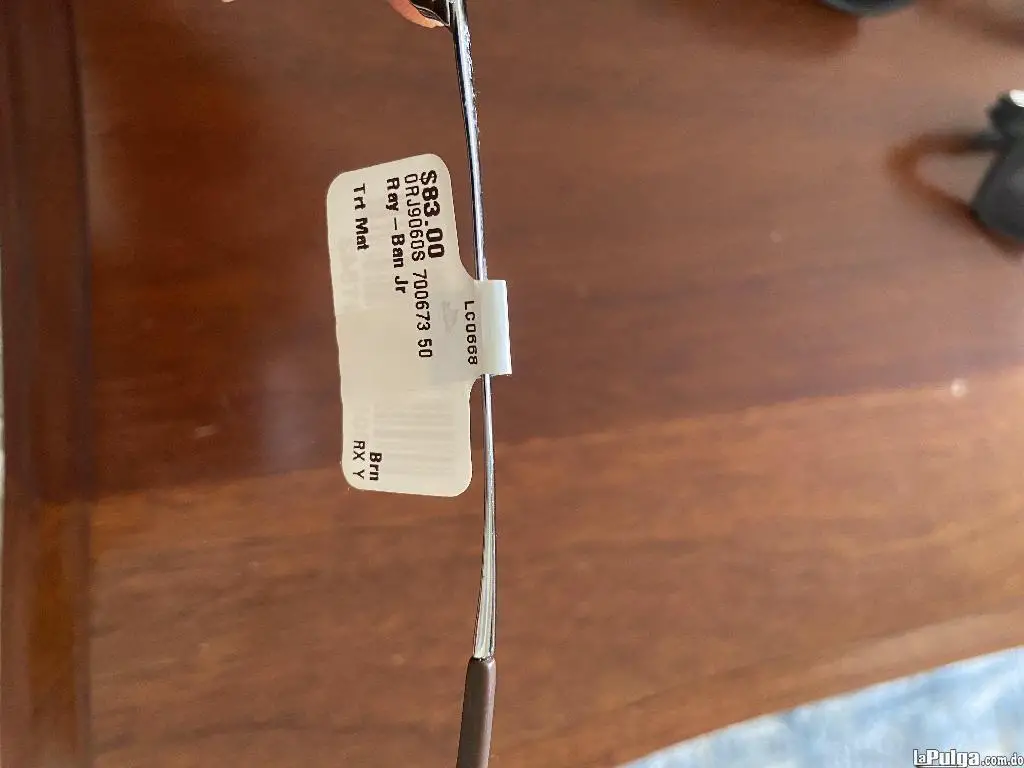 $83.00
0RJ9060S 700673 50
Ray-Ban Jr
Trt Mat
LC0668
Brn
RX Y
laPulga.com.do